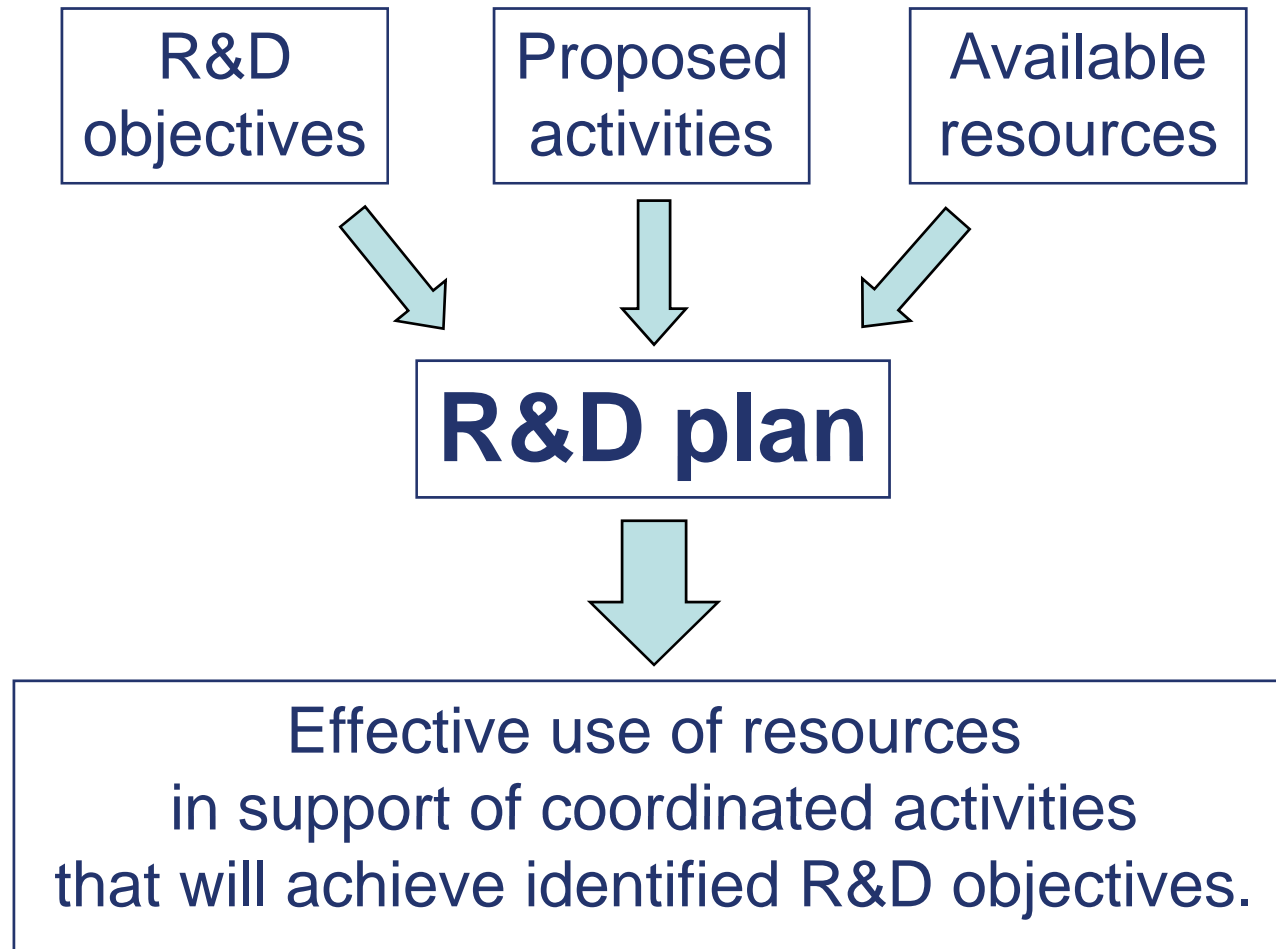 R&D
objectives
Proposed
activities
Available
resources
R&D plan
Effective use of resources
in support of coordinated activities
that will achieve identified R&D objectives.